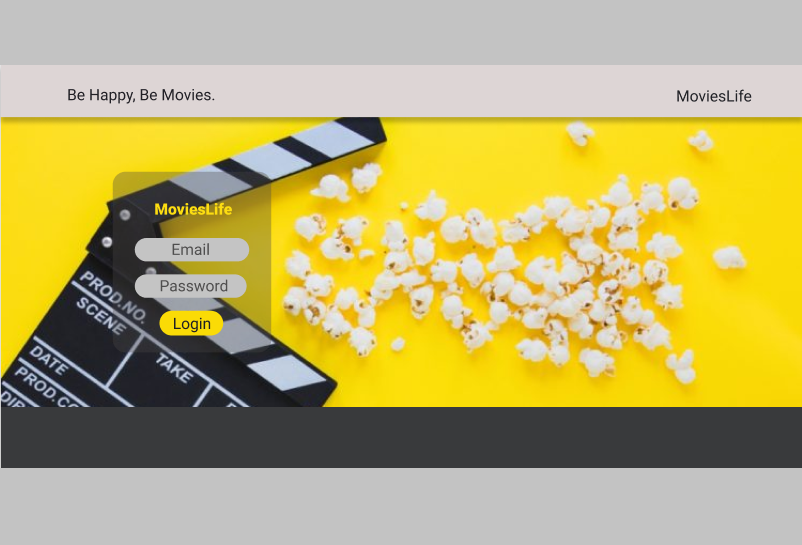 Be Happy, Be Movies.
MoviesLife
MoviesLife
Email
Password
Login
PROD.NO.
SCENE
TAKE
DATE
PROD.CO
DIR